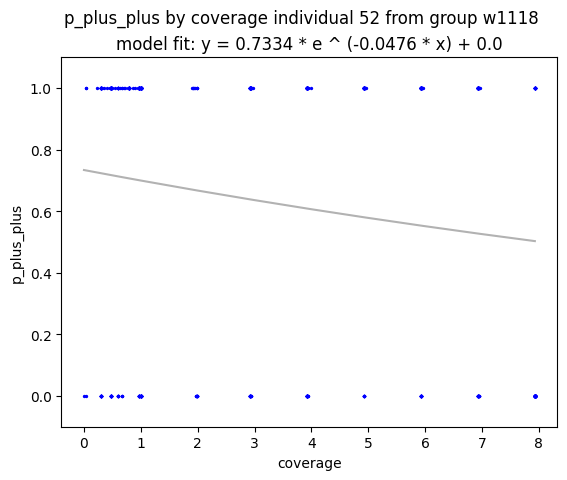 p_plus_plus by coverage individual 52 from group w1118
model fit: y = 0.7334 * e ^ (-0.0476 * x) + 0.0
1.0
0.8
0.6
0.4
0.2
0.0
p_plus_plus
0 1 2 3 4 5 6 7 8
coverage